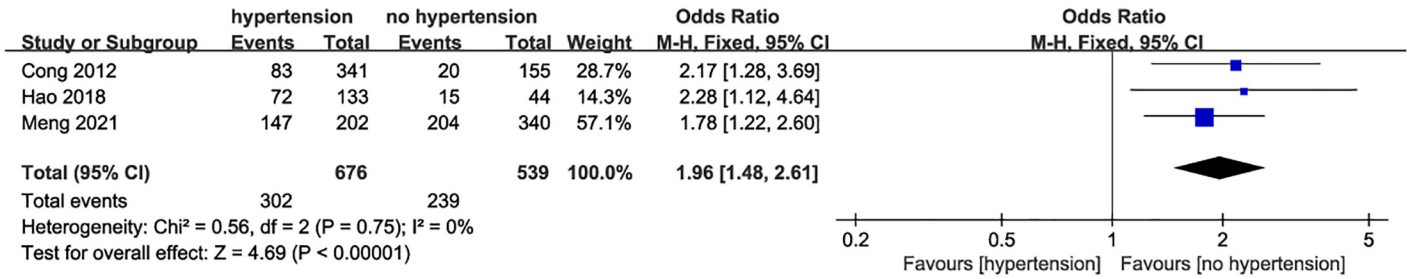 hypertension no hypertension Odds Ratio Odds Ratio
Study or Subgroup Events Total Events Total Weight M-H, Fixed, 95% CI M-H, Fixed, 95% CI
Cong 2012 83 341 20 155 28.7% 2.17 [1.28, 3.69]
Hao 2018 72 133 15 44 14.3% 2.28 [1.12, 4.64]
Meng 2021 147 202 204 340 57.1% 1.78 [1.22, 2.60]
Total (95% CI) 676 539 100.0% 1.96 [1.48, 2.61]
Total events 302 239
Heterogeneity: Chi² = 0.56, df = 2 (P = 0.75); I² = 0%
Test for overall effect: Z = 4.69 (P < 0.00001)
0.2 0.5 1 2 5
Favours [hypertension] Favours [no hypertension]